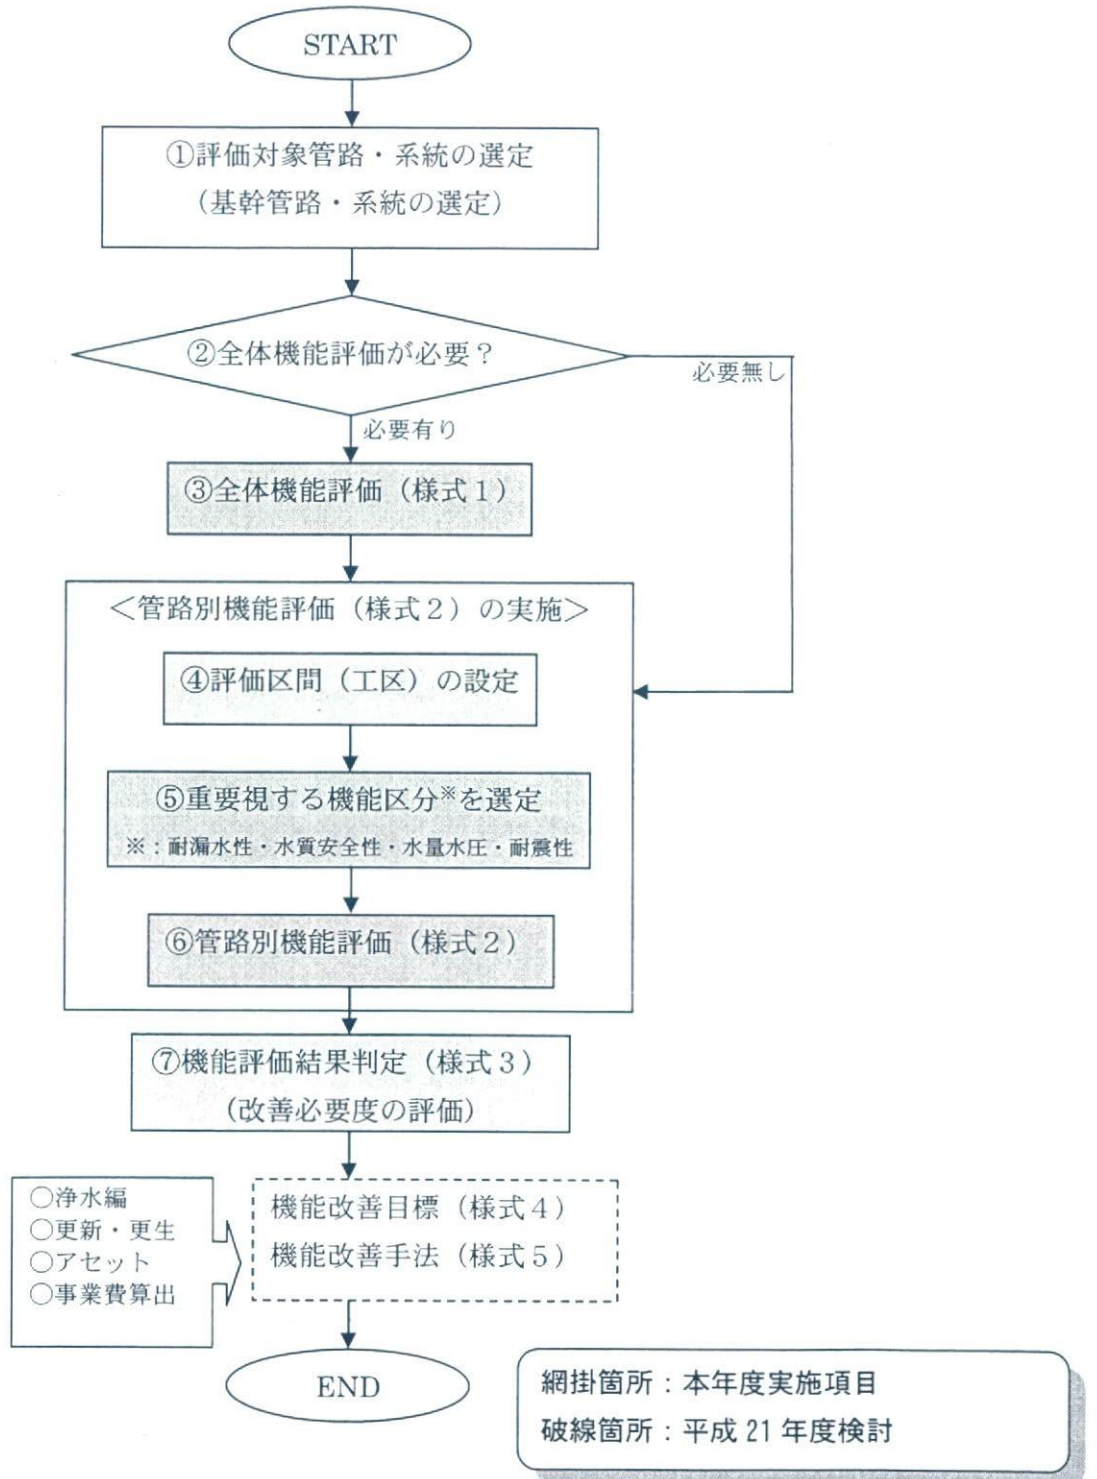 START
①評価対象管路・系統の選定
（基幹管路・系統の選定）
②全体機能評価が必要？
必要無し
必要有り
③全体機能評価（様式１）
＜管路別機能評価（様式２）の実施＞
④評価区間（工区）の設定
⑤重要視する機能区分※を選定
※：耐漏水性・水質安全性・水量水圧・耐震性
⑥管路別機能評価（様式２）
⑦機能評価結果判定（様式３）
（改善必要度の評価）
○浄水編
○更新・更生
○アセット
○事業費算出
機能改善目標（様式４）
機能改善手法（様式５）
END
網掛箇所：本年度実施項目
破線箇所：平成 21 年度検討